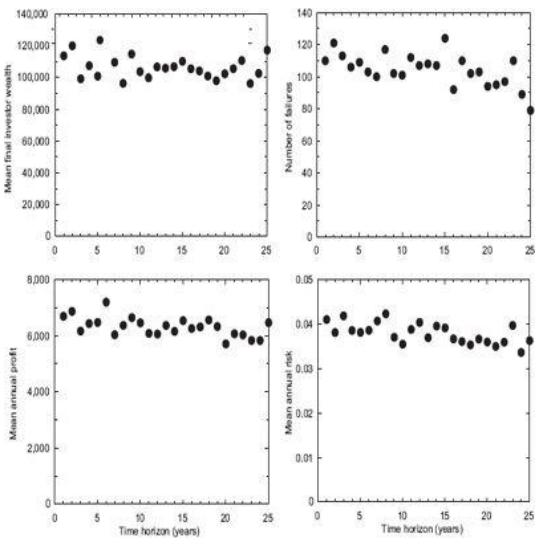 Mean final investor wealth
140,000
120,000
100,000
80,000
60,000
40,000
20,000
0
0 5 10 15 20 25
Number of failures
140
120
100
80
60
40
20
0
0 5 10 15 20 25
Mean annual profit
8,000
6,000
4,000
2,000
0
0 5 10 15 20 25
Time horizon (years)
Mean annual risk
0.05
0.04
0.03
0.02
0.01
0
0 5 10 15 20 25
Time horizon (years)